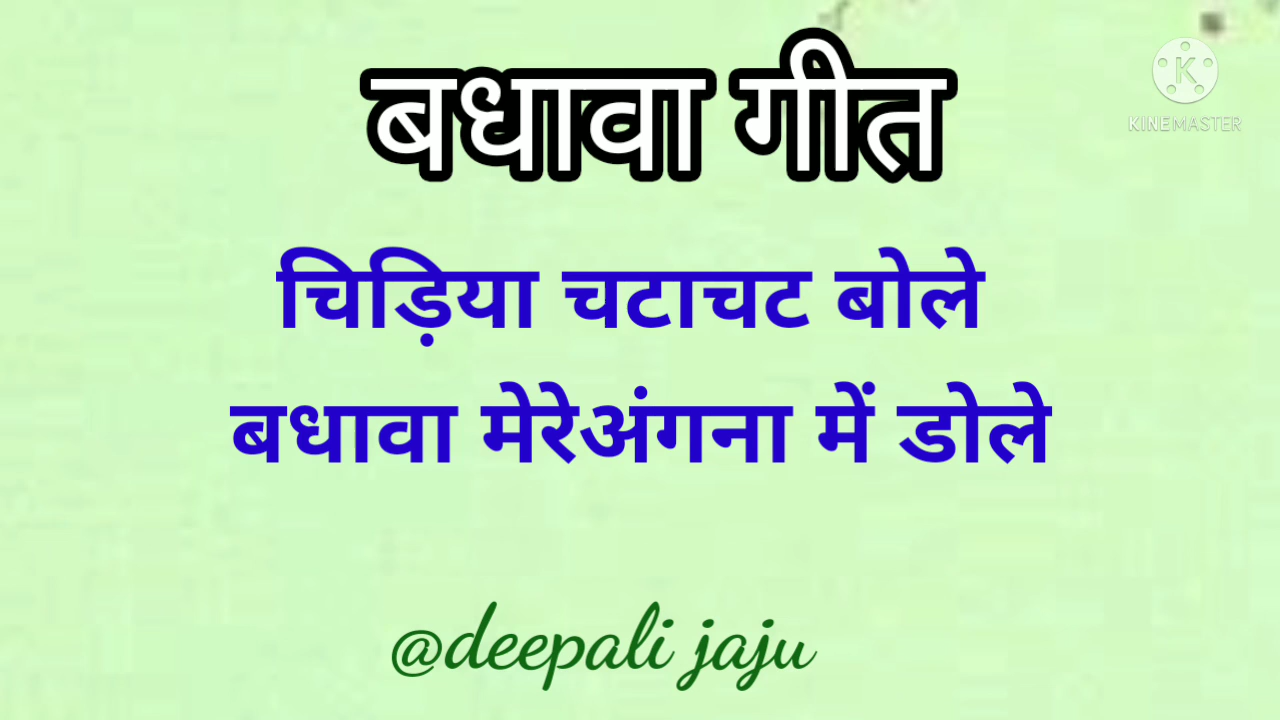 बधावा गीत
K
KINEMASTER
चिड़िया चटाचट बोले
बधावा मेरेअंगना में डोले
@deepali jaju